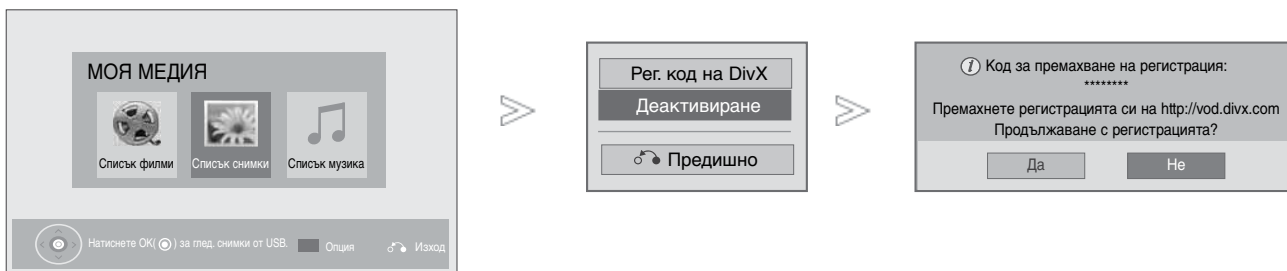 МОЯ МЕДИЯ
Списък филми
Списък снимки
Списък музика
Натиснете OK( ) за глед. снимки от USB.
Опция
Изход
Рег. код на DivX
Деактивиране
Предишно
Код за премахване на регистрация:
********
Премахнете регистрацията си на http://vod.divx.com
Продължаване с регистрацията?
Да
Не